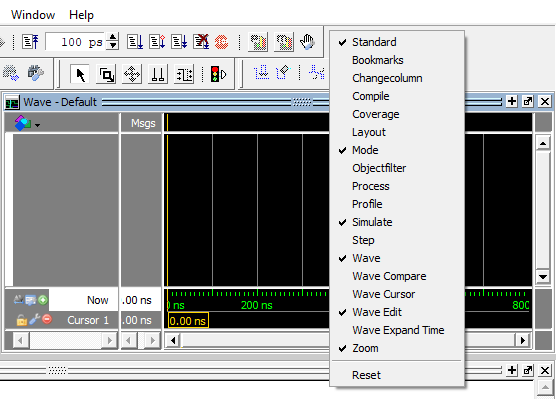 Window Help
100 ps
Wave - Default
Msgs
Now .00 ns
ns 200 ns 800
Cursor 1 .00 ns
0.00 ns
Standard
Bookmarks
Changecolumn
Compile
Coverage
Layout
Mode
Objectfilter
Process
Profile
Simulate
Step
Wave
Wave Compare
Wave Cursor
Wave Edit
Wave Expand Time
Zoom
Reset